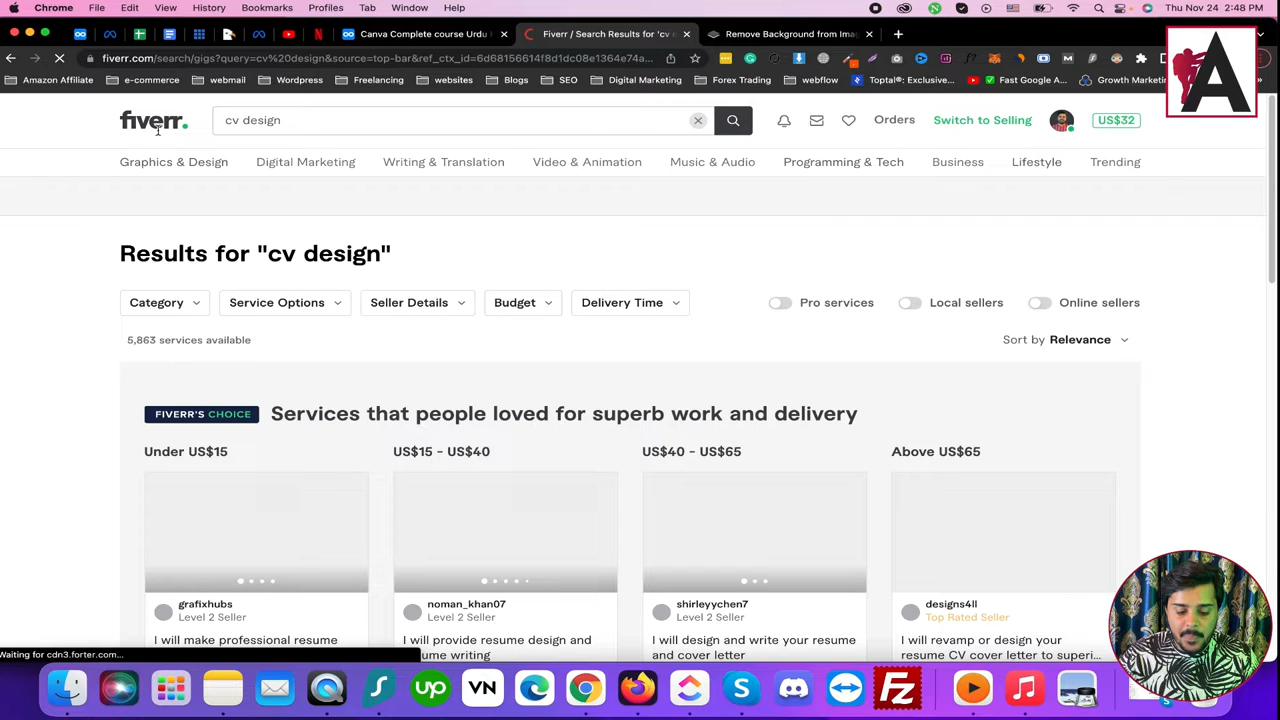 Chrome File Edit View History Bookmarks Profiles Tab Window Help Thu Nov 24 2:48 PM
Canva Complete course Urdu Fiverr / Search Results for 'cv Remove Background from Imag
fiverr.com/search/gigs?query=cv%20design&source=top-bar&ref_ctx_id=6d68156614f8d1dc08e1364e74a...
Amazon Affiliate e-commerce webmail Wordpress Freelancing websites Blogs SEO Digital Marketing Forex Trading webflow Toptal®: Exclusive... Fast Google A... Growth Marketi
A
fiverr. cv design Orders Switch to Selling US$32
Graphics & Design Digital Marketing Writing & Translation Video & Animation Music & Audio Programming & Tech Business Lifestyle Trending
Results for "cv design"
Category Service Options Seller Details Budget Delivery Time Pro services Local sellers Online sellers
5,863 services available Sort by Relevance
FIVERR'S CHOICE Services that people loved for superb work and delivery
Under US$15 US$15 - US$40 US$40 - US$65 Above US$65
grafixhubs noman_khan07 shirleyychen7 designs4ll
Level 2 Seller Level 2 Seller Level 2 Seller Top Rated Seller
I will make professional resume I will provide resume design and I will design and write your resume I will revamp or design your
resume writing and cover letter resume CV cover letter to superi...
Waiting for cdn3.forter.com...
up VN S Fz